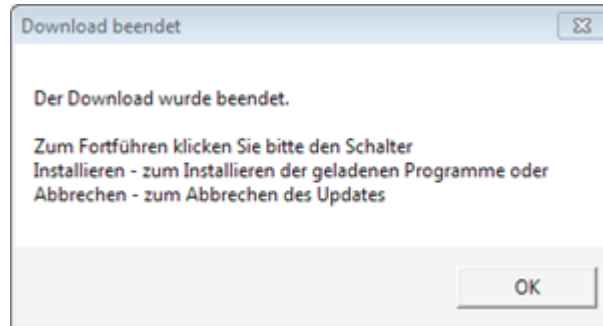 Download beendet
Der Download wurde beendet.
Zum Fortführen klicken Sie bitte den Schalter
Installieren - zum Installieren der geladenen Programme oder
Abbrechen - zum Abbrechen des Updates
OK